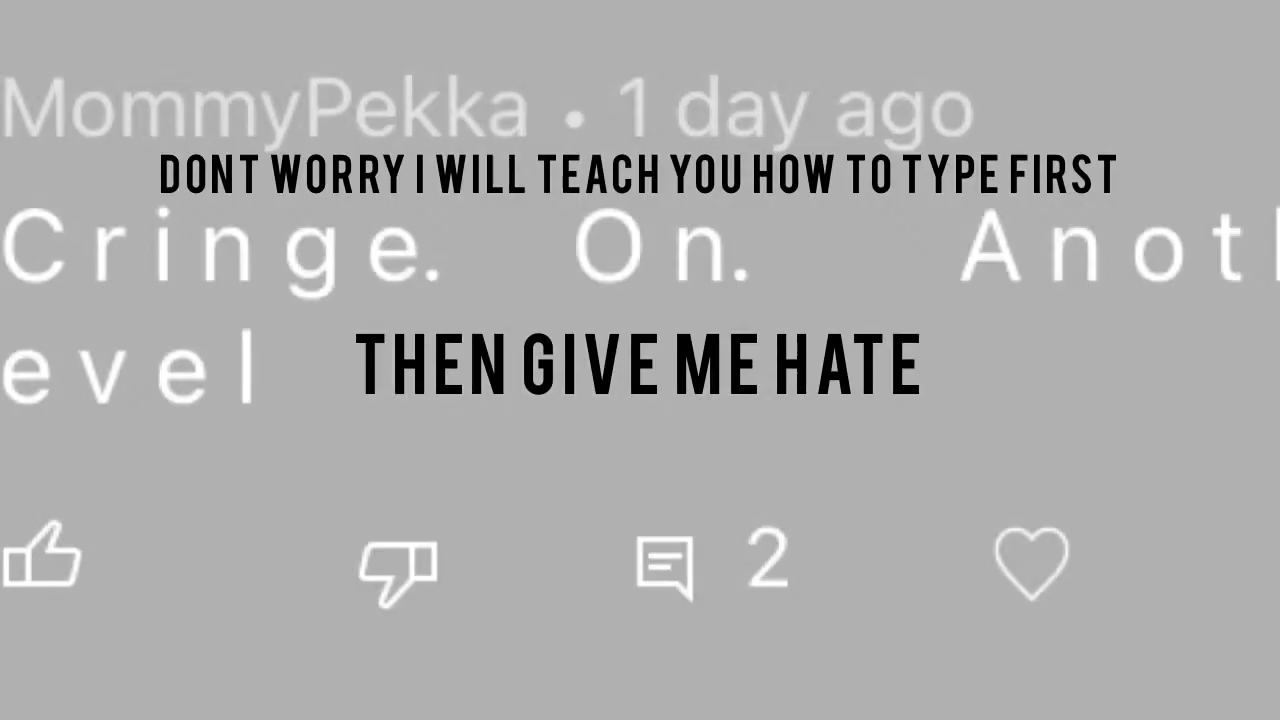 MommyPekka • 1 day ago
DONT WORRY I WILL TEACH YOU HOW TO TYPE FIRST
C r i n g e. O n. A n o t
e v e l
THEN GIVE ME HATE
2